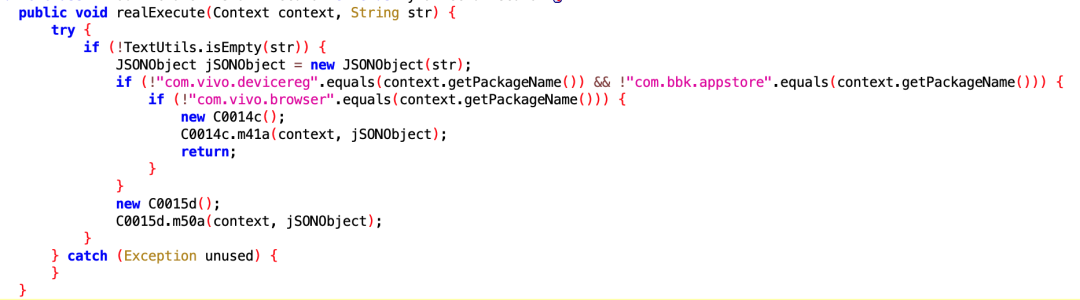 public void realExecute(Context context, String str) {
try {
if (!TextUtils.isEmpty(str)) {
JSONObject jSONObject = new JSONObject(str);
if (!"com.vivo.devicereg".equals(context.getPackageName()) && !"com.bbk.appstore".equals(context.getPackageName())) {
if (!"com.vivo.browser".equals(context.getPackageName())) {
new C0014c();
C0014c.m41a(context, jSONObject);
return;
}
}
new C0015d();
C0015d.m50a(context, jSONObject);
}
} catch (Exception unused) {
}
}